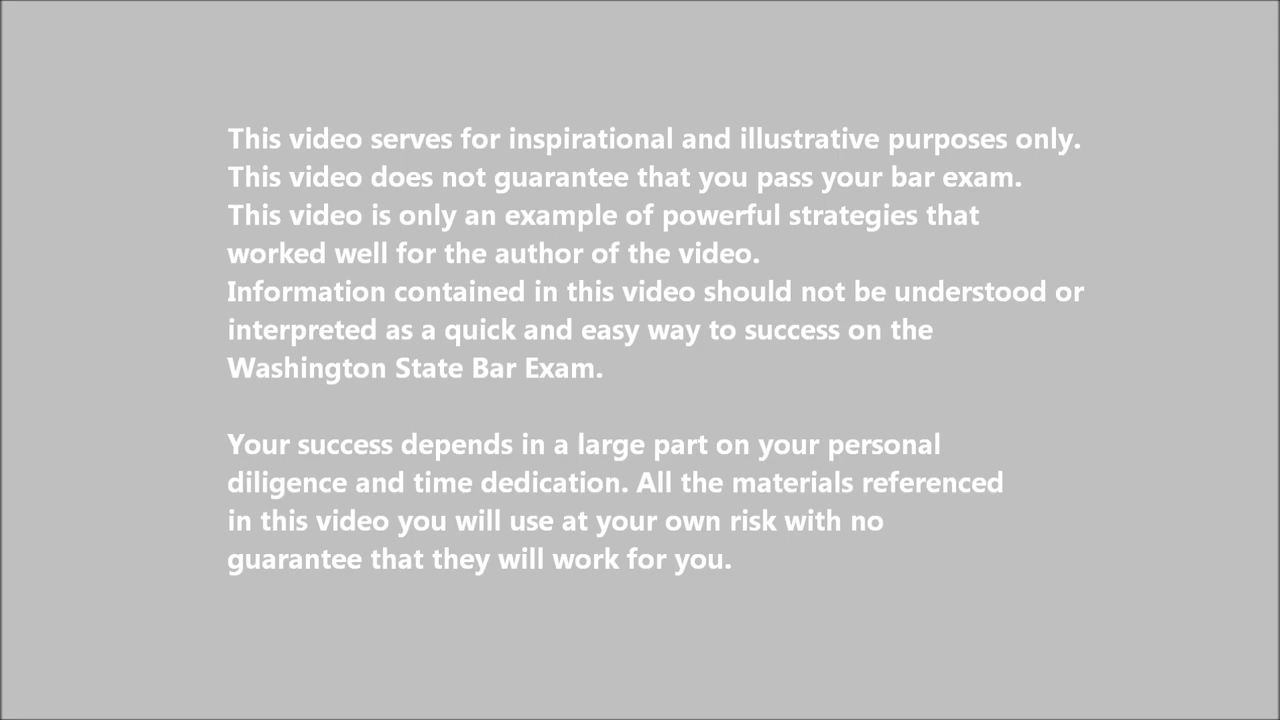 This video serves for inspirational and illustrative purposes only.
This video does not guarantee that you pass your bar exam.
This video is only an example of powerful strategies that
worked well for the author of the video.
Information contained in this video should not be understood or
interpreted as a quick and easy way to success on the
Washington State Bar Exam.
Your success depends in a large part on your personal
diligence and time dedication. All the materials referenced
in this video you will use at your own risk with no
guarantee that they will work for you.